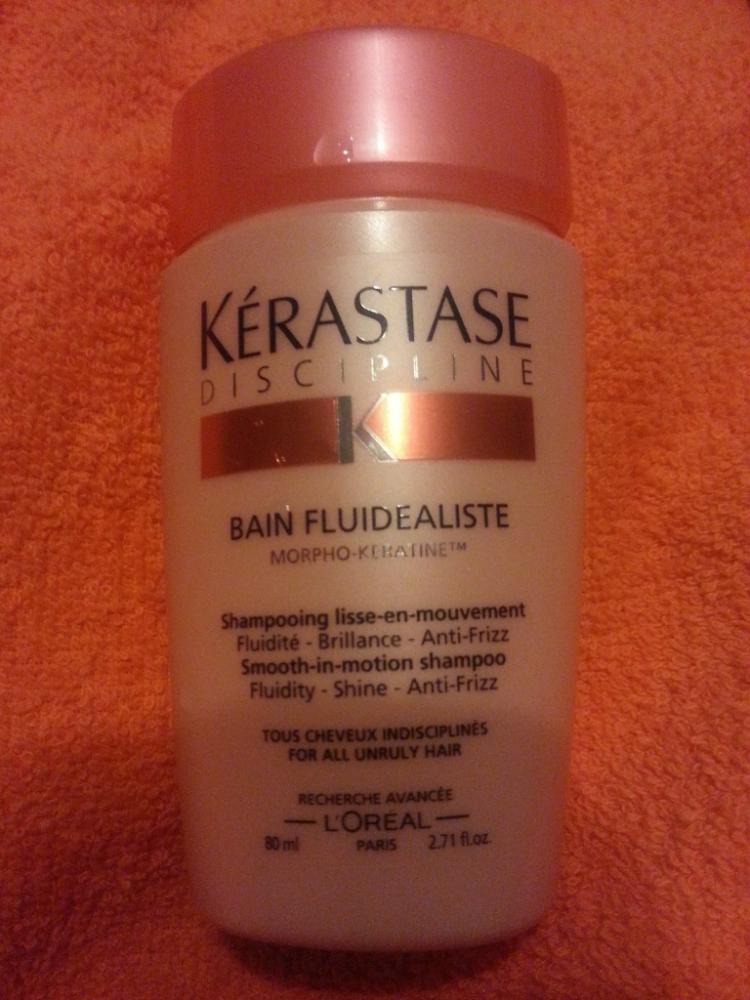 KÉRASTASE
DISCIPLINE
K
BAIN FLUIDEALISTE
MORPHO-KERATINE™
Shampooing lisse-en-mouvement
Fluidité - Brillance - Anti-Frizz
Smooth-in-motion shampoo
Fluidity - Shine - Anti-Frizz
TOUS CHEVEUX INDISCIPLINÉS
FOR ALL UNRULY HAIR
RECHERCHE AVANCÉE
L'ORÉAL
80 ml PARIS 2.71 fl.oz.